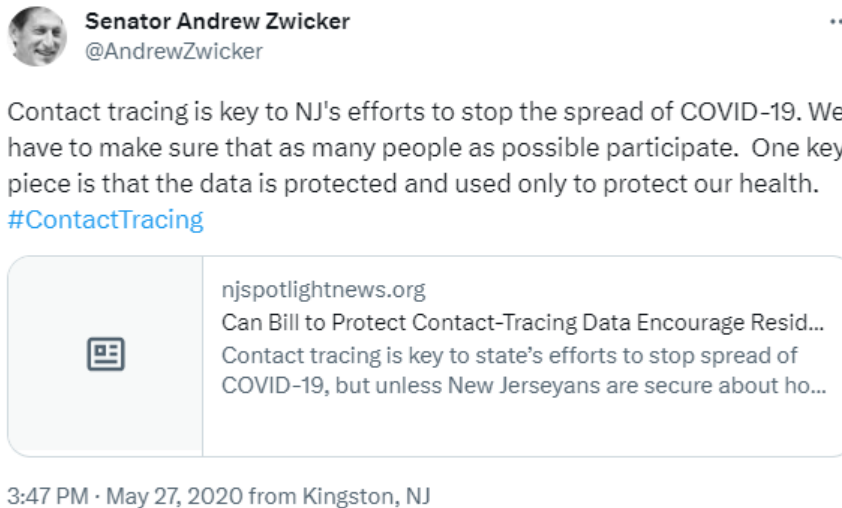 Senator Andrew Zwicker
@AndrewZwicker
Contact tracing is key to NJ's efforts to stop the spread of COVID-19. We
have to make sure that as many people as possible participate.  One key
piece is that the data is protected and used only to protect our health.
#ContactTracing
njspotlightnews.org
Can Bill to Protect Contact-Tracing Data Encourage Resid...
Contact tracing is key to state’s efforts to stop spread of
COVID-19, but unless New Jerseyans are secure about ho...
3:47 PM · May 27, 2020 from Kingston, NJ